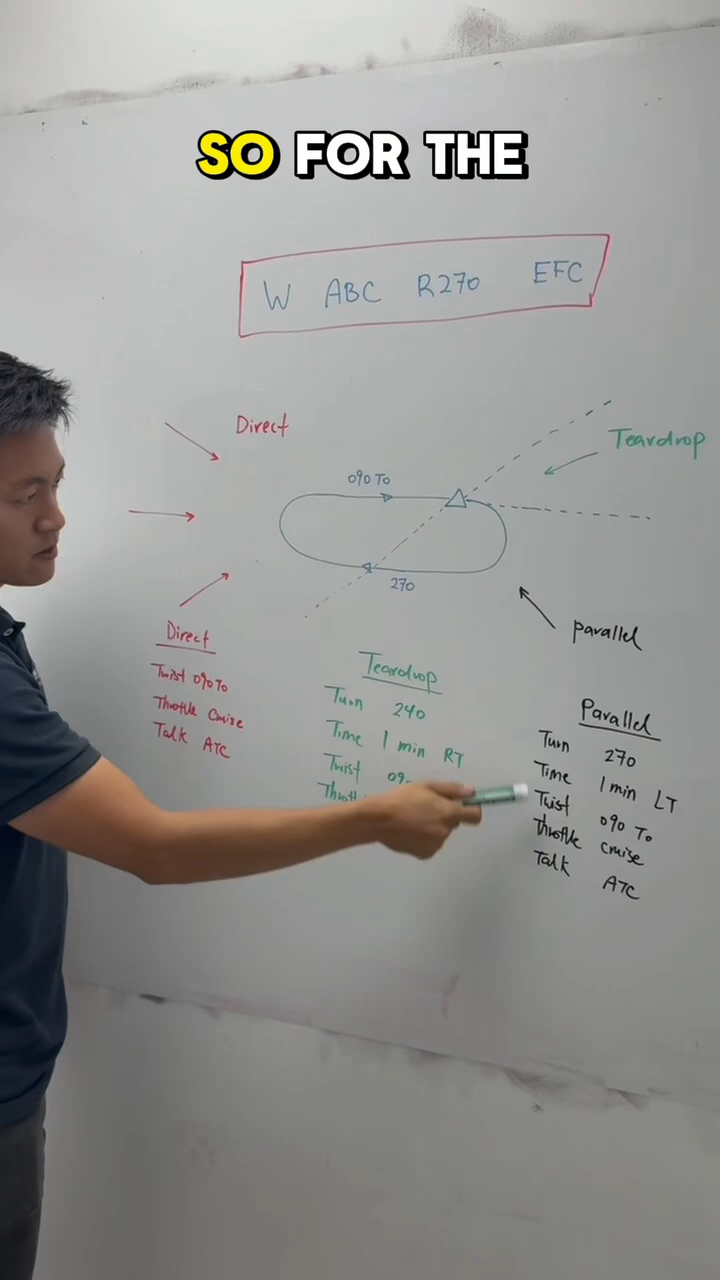 SO FOR THE
W ABC R270 EFC
Direct
Teardrop
090 To
270
parallel
Direct
Twist 090 To
Throttle Cruise
Talk ATC
Teardrop
Turn 240
Time 1 min RT
Twist
Parallel
Turn 270
Time 1 min LT
Twist 090 To
Throttle cruise
Talk ATC